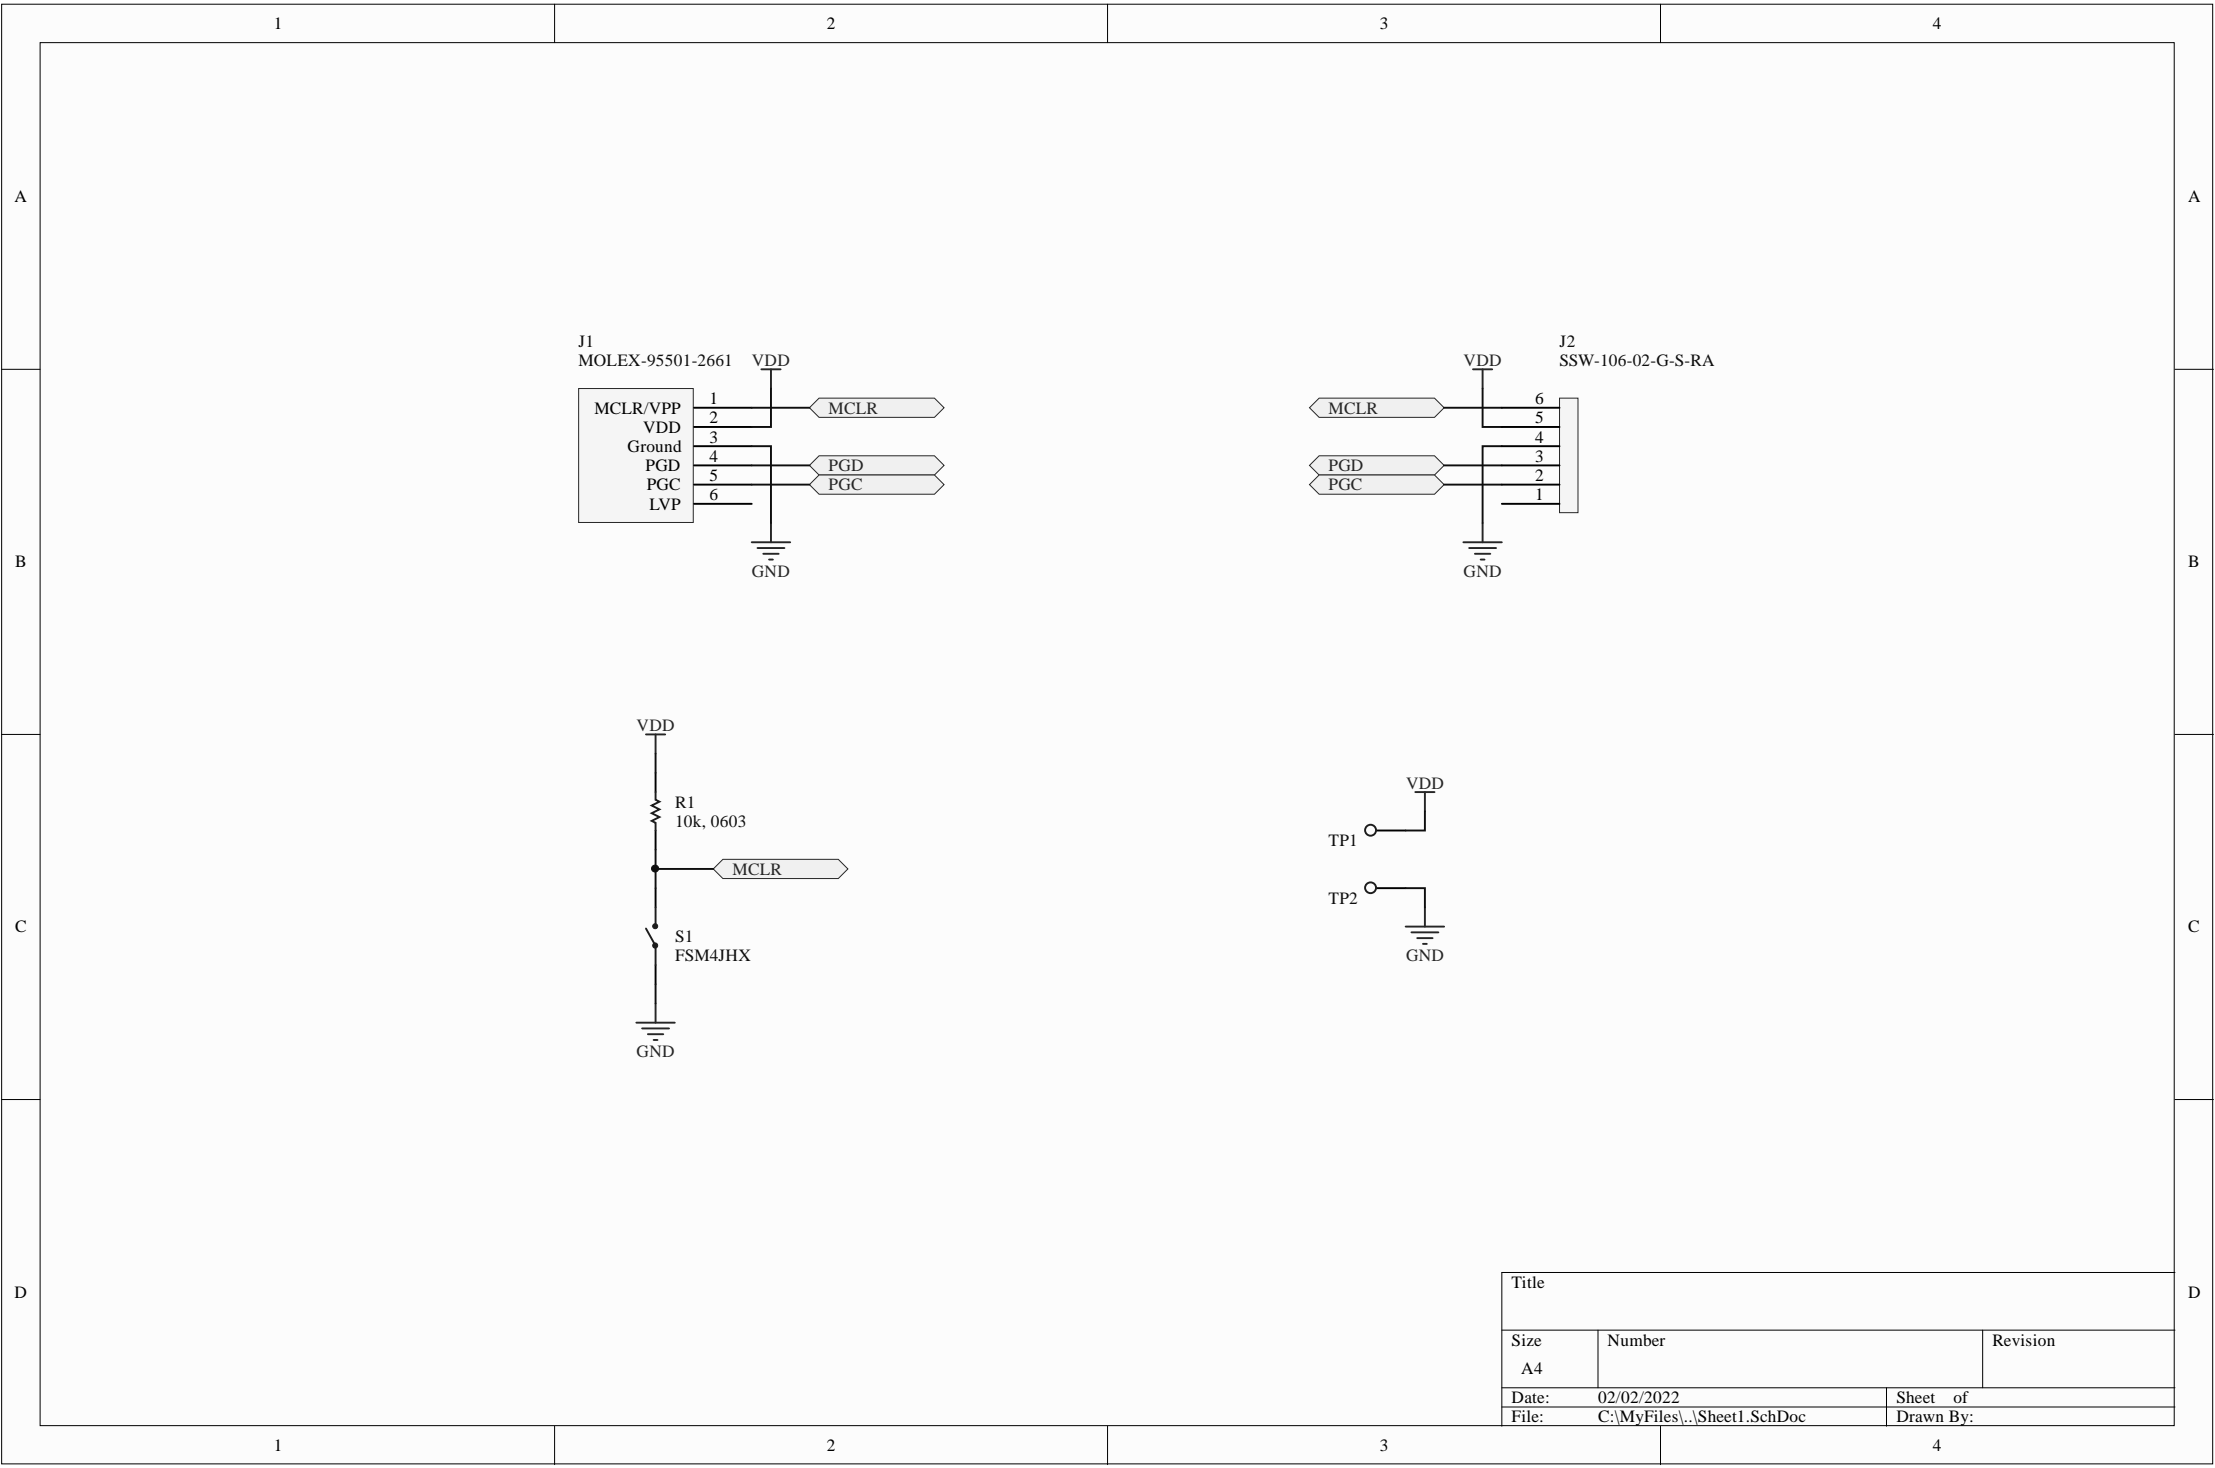 1 2 3 4
A A
J1
MOLEX-95501-2661 VDD
MCLR/VPP 1 MCLR
VDD 2
Ground 3
PGD 4 PGD
PGC 5 PGC
LVP 6
GND
J2
VDD SSW-106-02-G-S-RA
MCLR 6
5
4
PGD 3
PGC 2
1
GND
B B
VDD
R1
10k, 0603
MCLR
S1
FSM4JHX
GND
VDD
TP1
TP2
GND
C C
D D
Title
Size Number Revision
A4
Date: 02/02/2022 Sheet of
File: C:\MyFiles\..\Sheet1.SchDoc Drawn By:
1 2 3 4